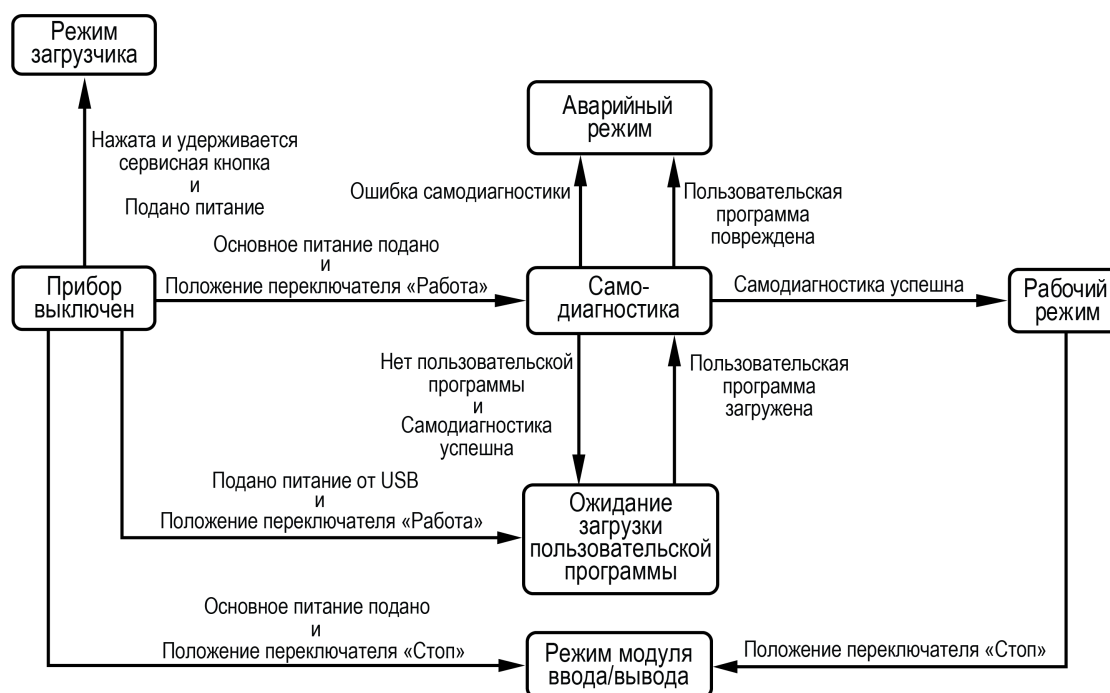 Режим
загрузчика
Аварийный
режим
Нажата и удерживается
сервисная кнопка
и
Подано питание
Ошибка самодиагностики
Пользовательская
программа
повреждена
Основное питание подано
и
Положение переключателя «Работа»
Прибор
выключен
Само-
диагностика
Самодиагностика успешна
Рабочий
режим
Нет пользовательской
программы
и
Самодиагностика
успешна
Пользовательская
программа
загружена
Подано питание от USB
и
Положение переключателя «Работа»
Ожидание
загрузки
пользовательской
программы
Основное питание подано
и
Положение переключателя «Стоп»
Режим модуля
ввода/вывода
Положение переключателя «Стоп»